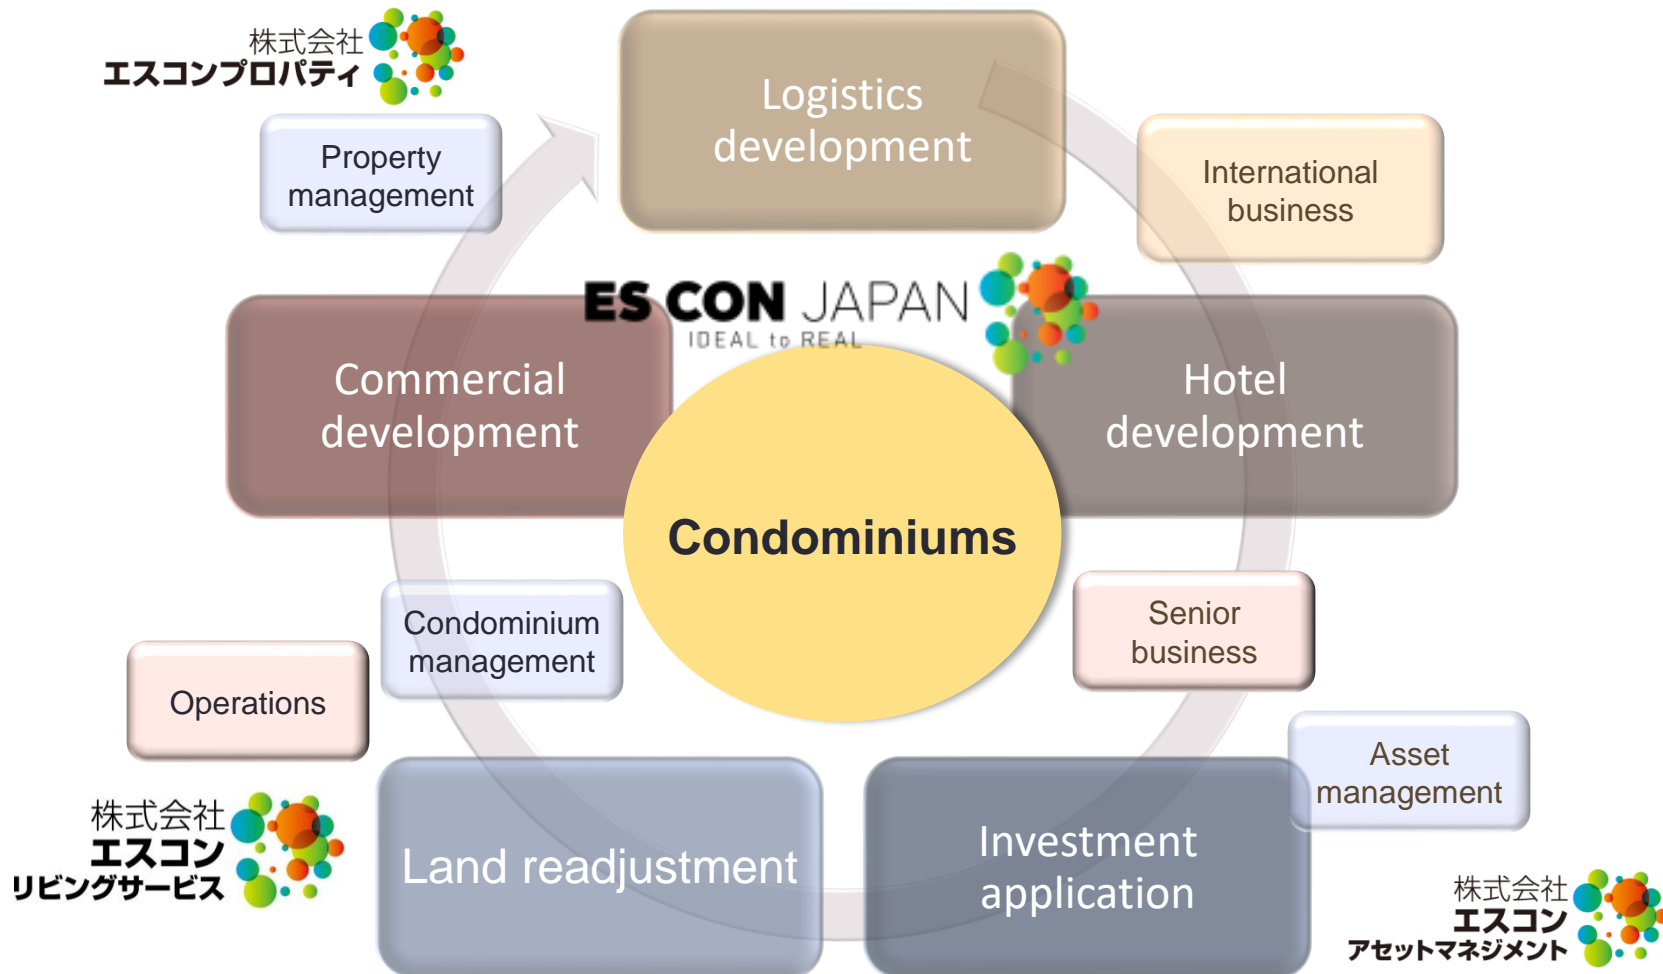 株式会社
エスコンプロパティ
Logistics
development
Property
management
International
business
ES CON JAPAN
IDEAL to REAL
Commercial
development
Hotel
development
Condominiums
Condominium
management
Senior
business
Operations
Asset
management
株式会社
エスコン
リビングサービス
Land readjustment
Investment
application
株式会社
エスコン
アセットマネジメント